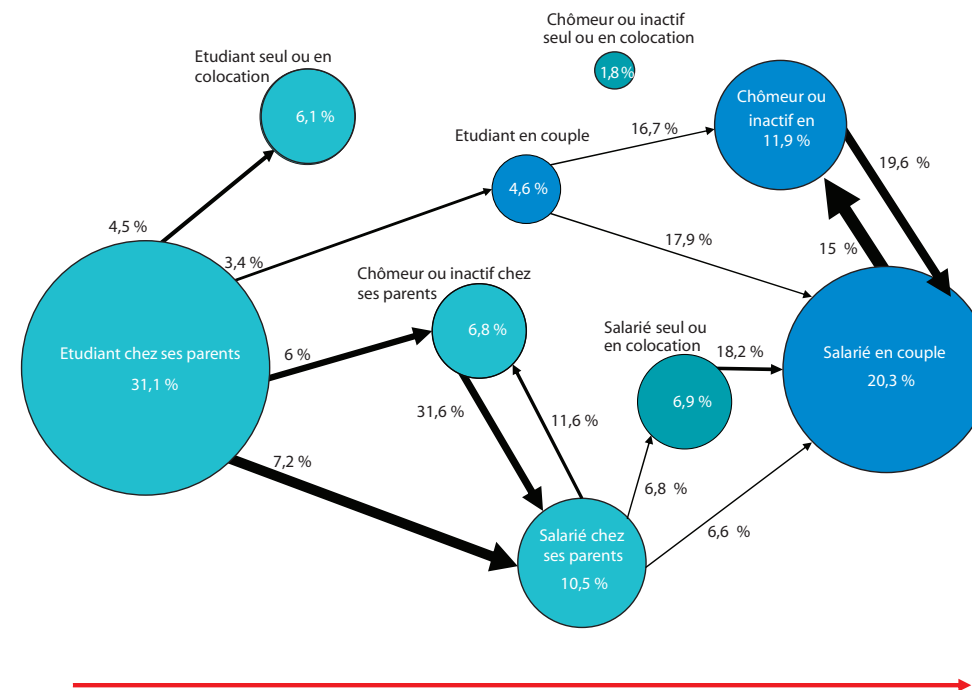 Chômeur ou inactif
seul ou en colocation
1,8 %
Etudiant seul ou en
colocation
6,1 %
Chômeur ou
inactif en
11,9 %
Etudiant en couple
16,7 %
4,6 %
19,6 %
4,5 %
3,4 %
17,9 %
15 %
Chômeur ou inactif chez
ses parents
6,8 %
Etudiant chez ses parents
31,1 %
6 %
Salarié seul ou
en colocation
18,2 %
6,9 %
Salarié en couple
20,3 %
31,6 %
11,6 %
7,2 %
6,8 %
6,6 %
Salarié chez
ses parents
10,5 %